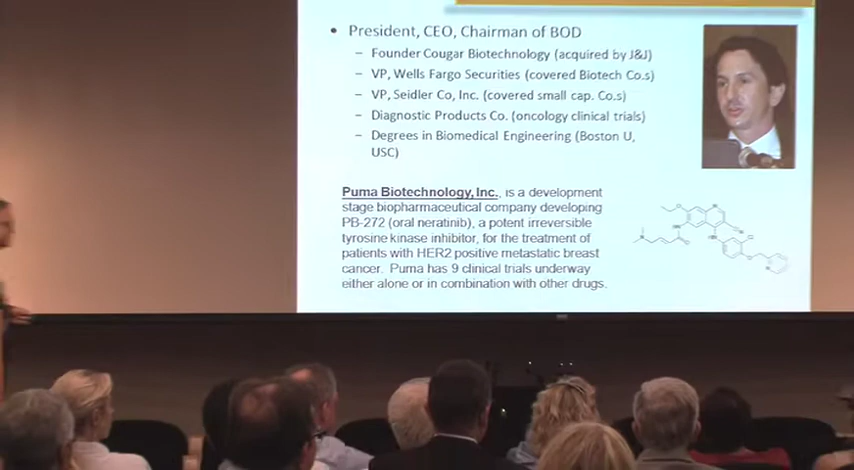 • President, CEO, Chairman of BOD
– Founder Cougar Biotechnology (acquired by J&J)
– VP, Wells Fargo Securities (covered Biotech Co.s)
– VP, Seidler Co, Inc. (covered small cap. Co.s)
– Diagnostic Products Co. (oncology clinical trials)
– Degrees in Biomedical Engineering (Boston U,
USC)
Puma Biotechnology, Inc., is a development
stage biopharmaceutical company developing
PB-272 (oral neratinib), a potent irreversible
tyrosine kinase inhibitor, for the treatment of
patients with HER2 positive metastatic breast
cancer. Puma has 9 clinical trials underway
either alone or in combination with other drugs.